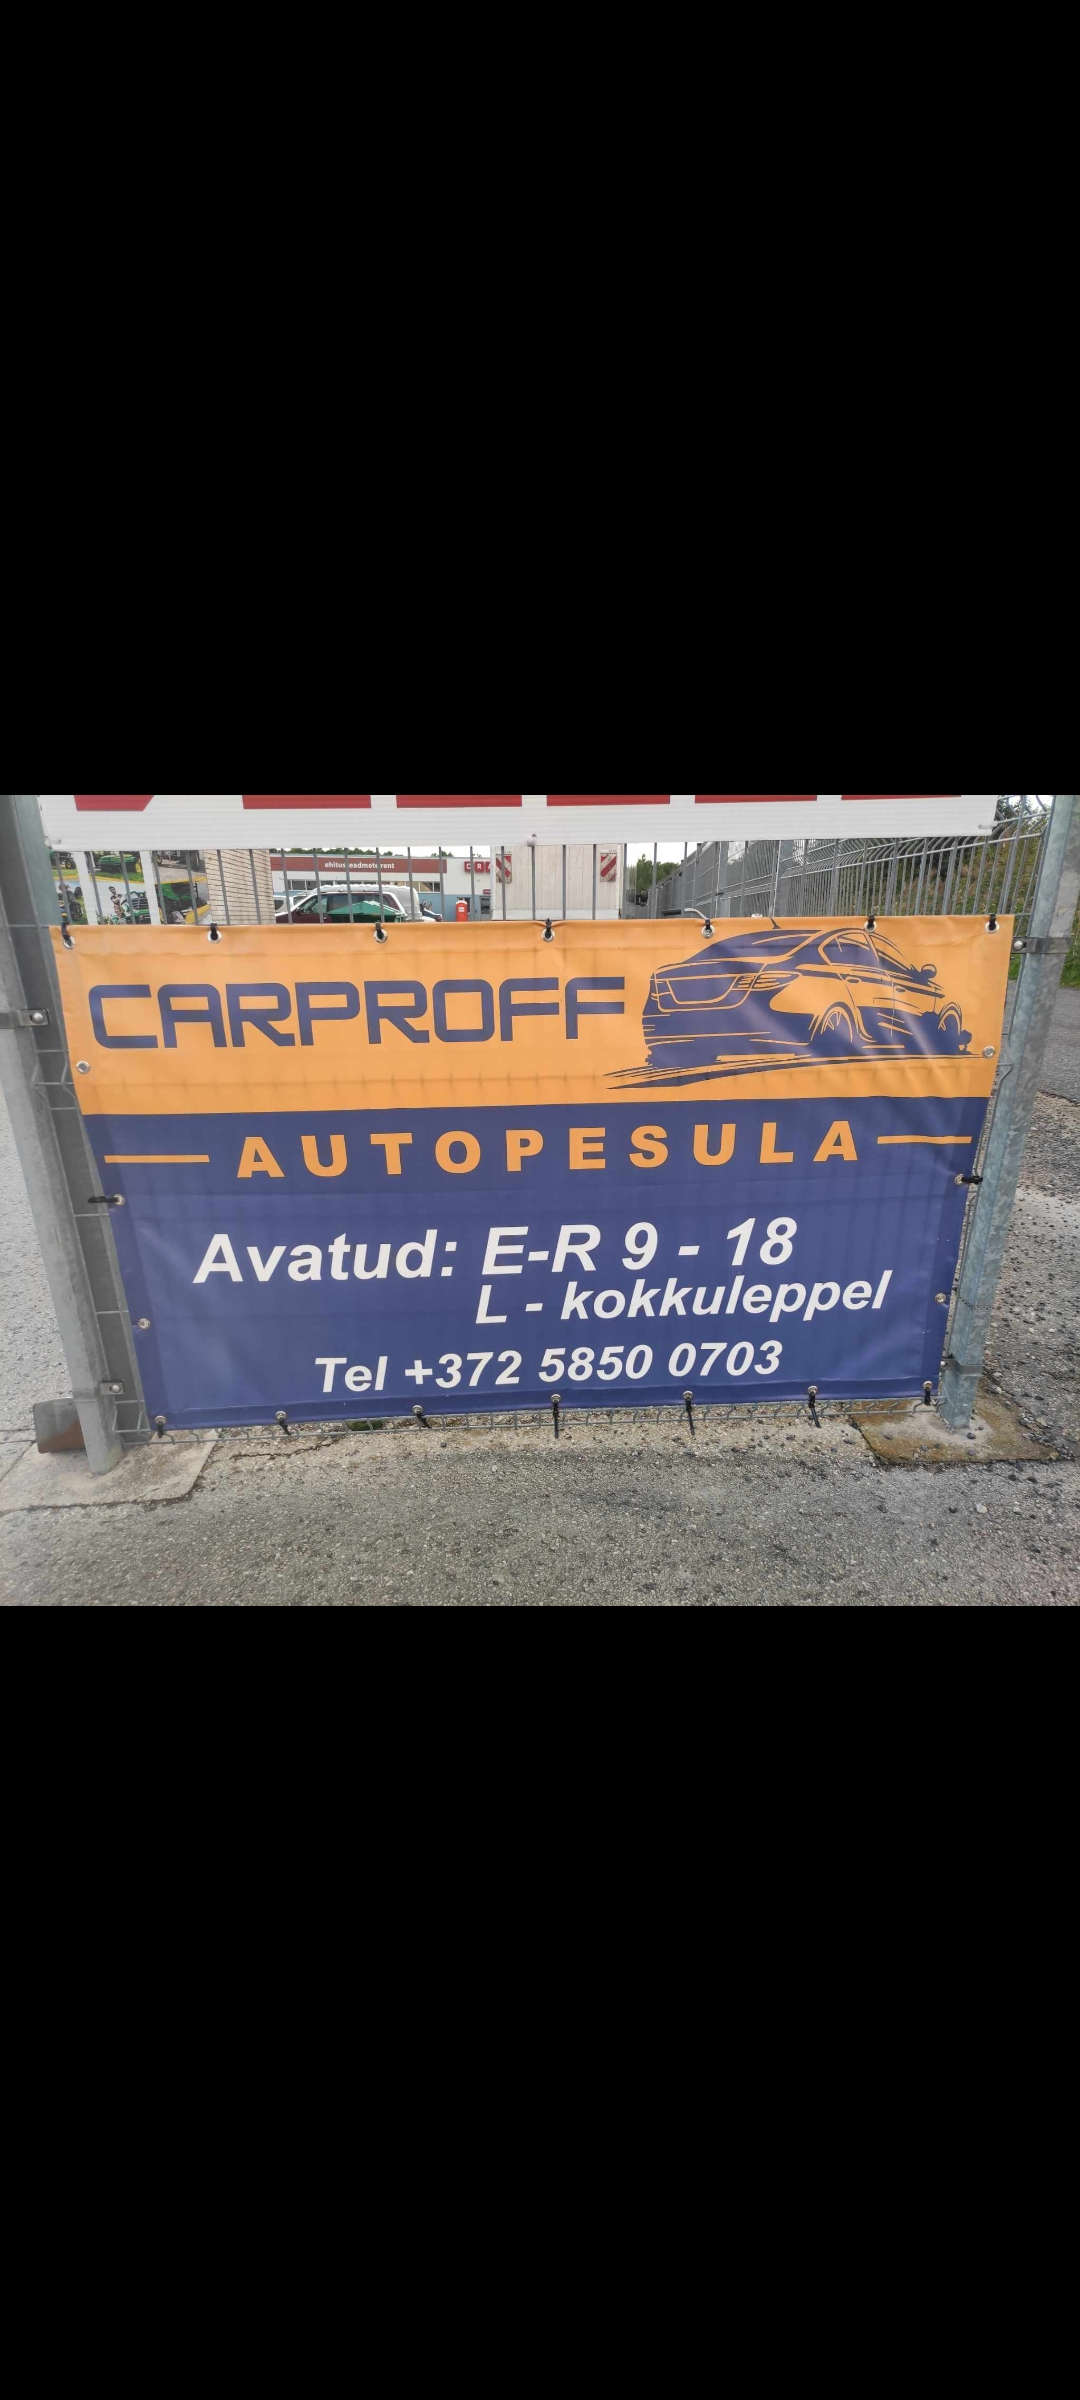 CARPROFF
AUTOPESULA
Avatud: E-R 9 - 18
L - kokkuleppel
Tel +372 5850 0703